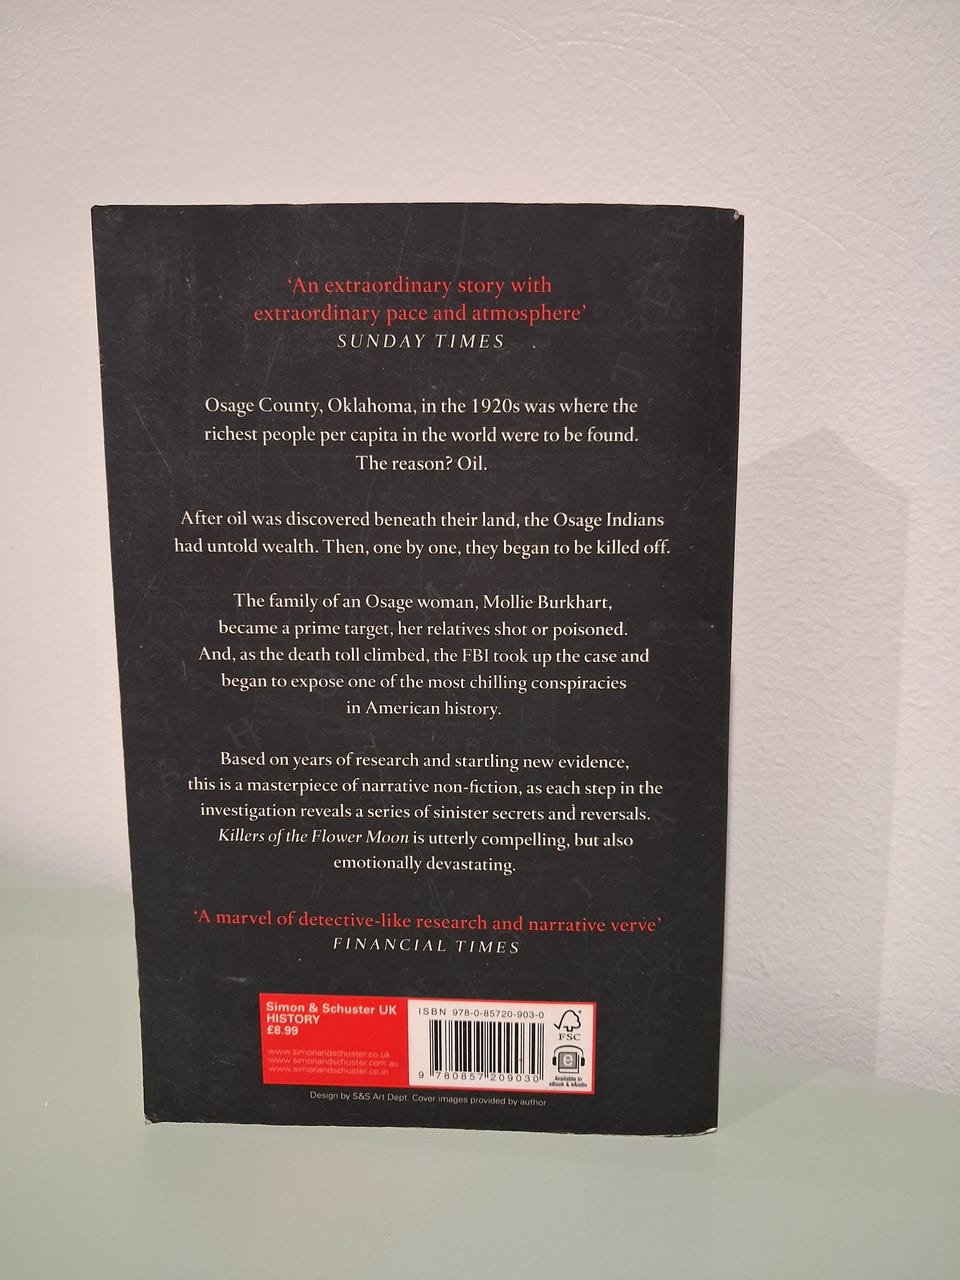 ‘An extraordinary story with
extraordinary pace and atmosphere’
SUNDAY TIMES
Osage County, Oklahoma, in the 1920s was where the
richest people per capita in the world were to be found.
The reason? Oil.
After oil was discovered beneath their land, the Osage Indians
had untold wealth. Then, one by one, they began to be killed off.
The family of an Osage woman, Mollie Burkhart,
became a prime target, her relatives shot or poisoned.
And, as the death toll climbed, the FBI took up the case and
began to expose one of the most chilling conspiracies
in American history.
Based on years of research and startling new evidence,
this is a masterpiece of narrative non-fiction, as each step in the
investigation reveals a series of sinister secrets and reversals.
Killers of the Flower Moon is utterly compelling, but also
emotionally devastating.
‘A marvel of detective-like research and narrative verve’
FINANCIAL TIMES
Simon & Schuster UK
HISTORY
£8.99
www.simonandschuster.co.uk
www.simonandschuster.com.au
www.simonandschuster.co.in
ISBN 978-0-85720-903-0
9 780857 209030
FSC
e
Available in
eBook & eAudio
Design by S&S Art Dept. Cover images provided by author